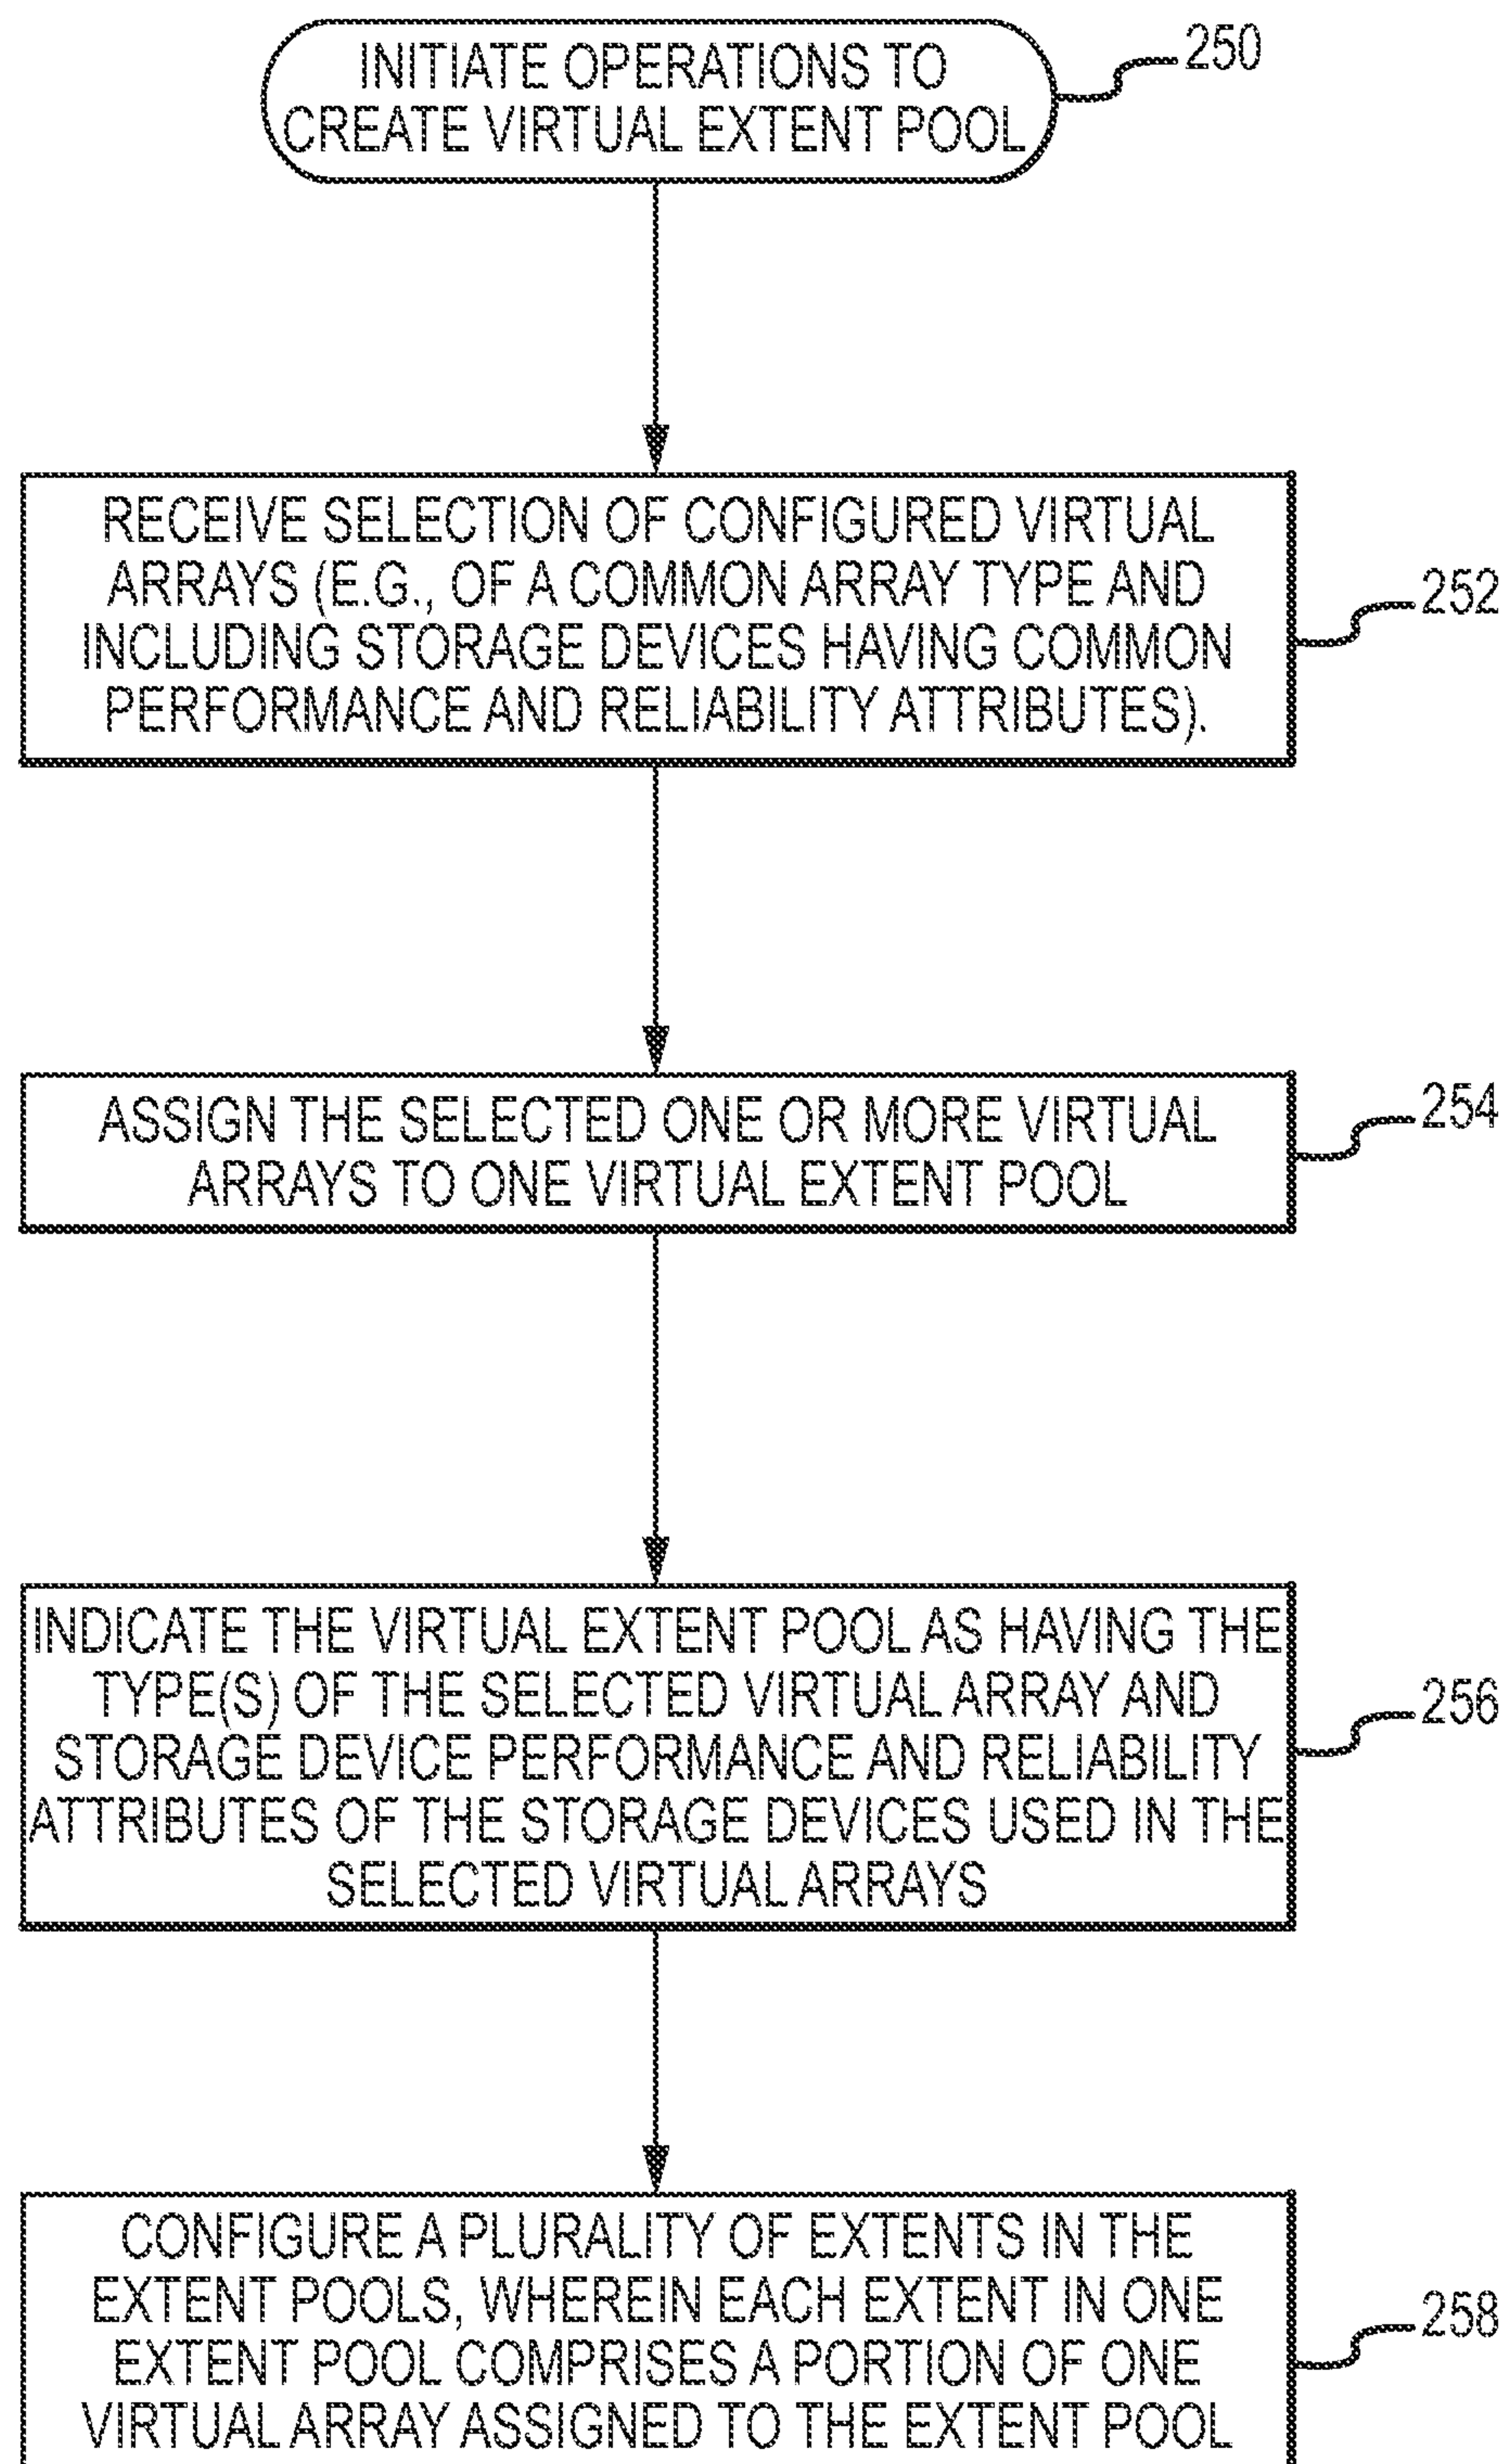 INITIATE OPERATIONS TO
CREATE VIRTUAL EXTENT POOL
250
RECEIVE SELECTION OF CONFIGURED VIRTUAL
ARRAYS (E.G., OF A COMMON ARRAY TYPE AND
INCLUDING STORAGE DEVICES HAVING COMMON
PERFORMANCE AND RELIABILITY ATTRIBUTES).
252
ASSIGN THE SELECTED ONE OR MORE VIRTUAL
ARRAYS TO ONE VIRTUAL EXTENT POOL
254
INDICATE THE VIRTUAL EXTENT POOL AS HAVING THE
TYPE(S) OF THE SELECTED VIRTUAL ARRAY AND
STORAGE DEVICE PERFORMANCE AND RELIABILITY
ATTRIBUTES OF THE STORAGE DEVICES USED IN THE
SELECTED VIRTUAL ARRAYS
256
CONFIGURE A PLURALITY OF EXTENTS IN THE
EXTENT POOLS, WHEREIN EACH EXTENT IN ONE
EXTENT POOL COMPRISES A PORTION OF ONE
VIRTUAL ARRAY ASSIGNED TO THE EXTENT POOL
258